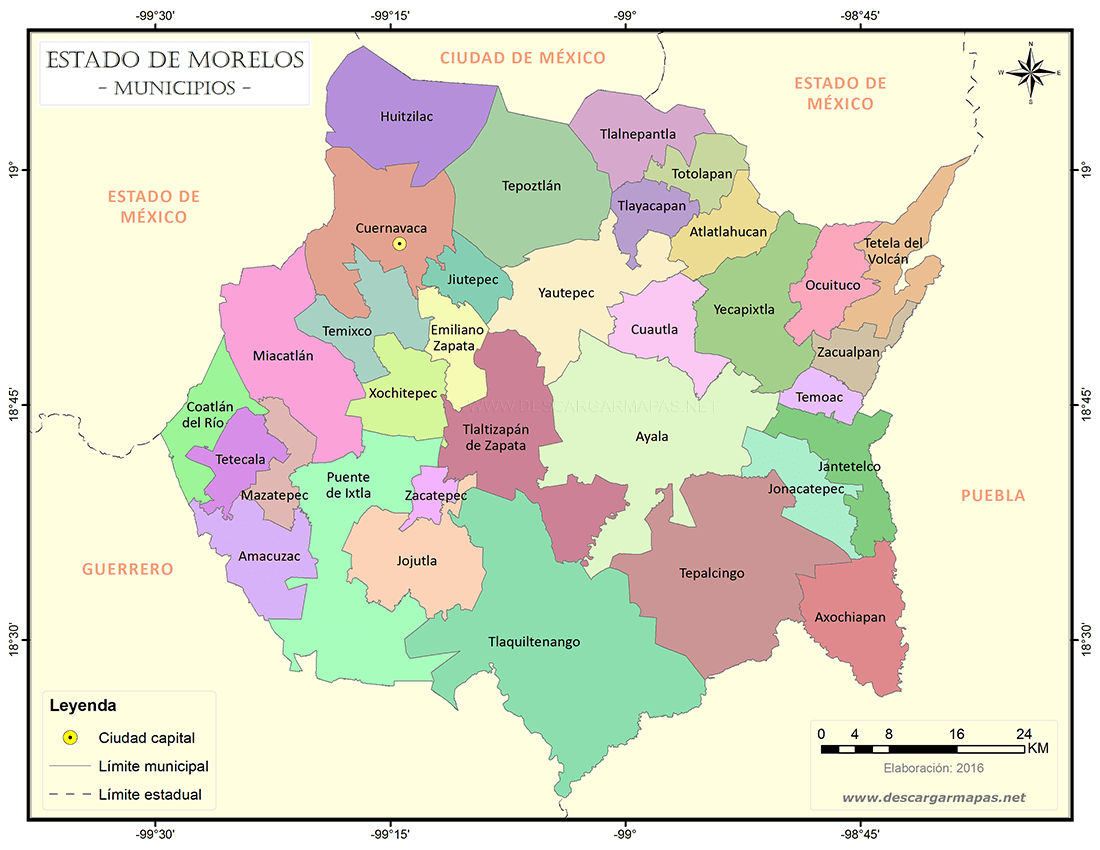 -99°30'
-99°15'
-99°
-98°45'
ESTADO DE MORELOS
- MUNICIPIOS -
CIUDAD DE MÉXICO
ESTADO DE
MÉXICO
N
W
E
S
Huitzilac
Tlalnepantla
19°
19°
Totolapan
Tepoztlán
ESTADO DE
MÉXICO
Tlayacapan
Cuernavaca
Atlatlahucan
Tetela del
Volcán
Jiutepec
Ocuituco
Yautepec
Yecapixtla
Temixco
Emiliano
Zapata
Cuautla
Miacatlán
Zacualpan
Xochitepec
Temoac
18°45'
18°45'
Coatlán
del Río
WWW.DESCARGARMAPAS.NET
Tlaltizapán
de Zapata
Ayala
Tetecala
Jantetelco
Puente
de Ixtla
Jonacatepec
Mazatepec
Zacatepec
PUEBLA
Amacuzac
Jojutla
GUERRERO
Tepalcingo
Axochiapan
18°30'
18°30'
Tlaquiltenango
Leyenda
Ciudad capital
Límite municipal
Límite estadual
0 4 8 16 24
KM
Elaboración: 2016
www.descargarmapas.net
-99°30'
-99°15'
-99°
-98°45'